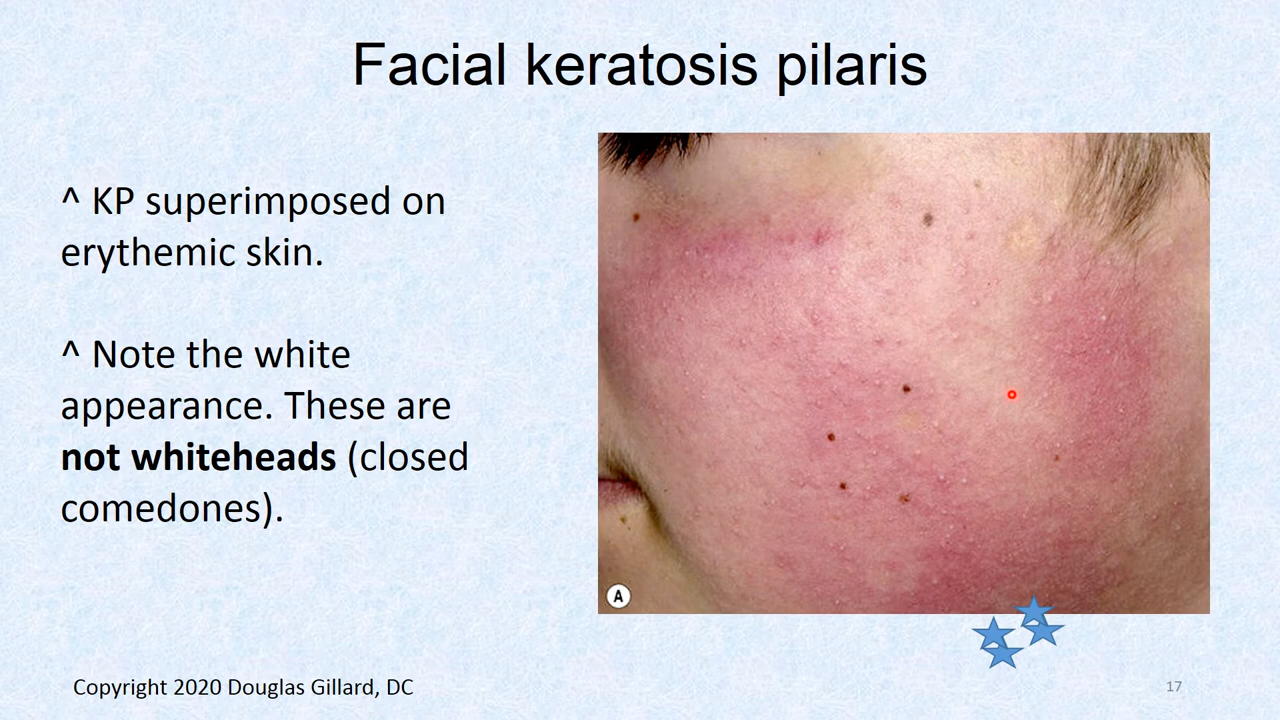 Facial keratosis pilaris
^ KP superimposed on
erythemic skin.
^ Note the white
appearance. These are
not whiteheads (closed
comedones).
A
Copyright 2020 Douglas Gillard, DC
17